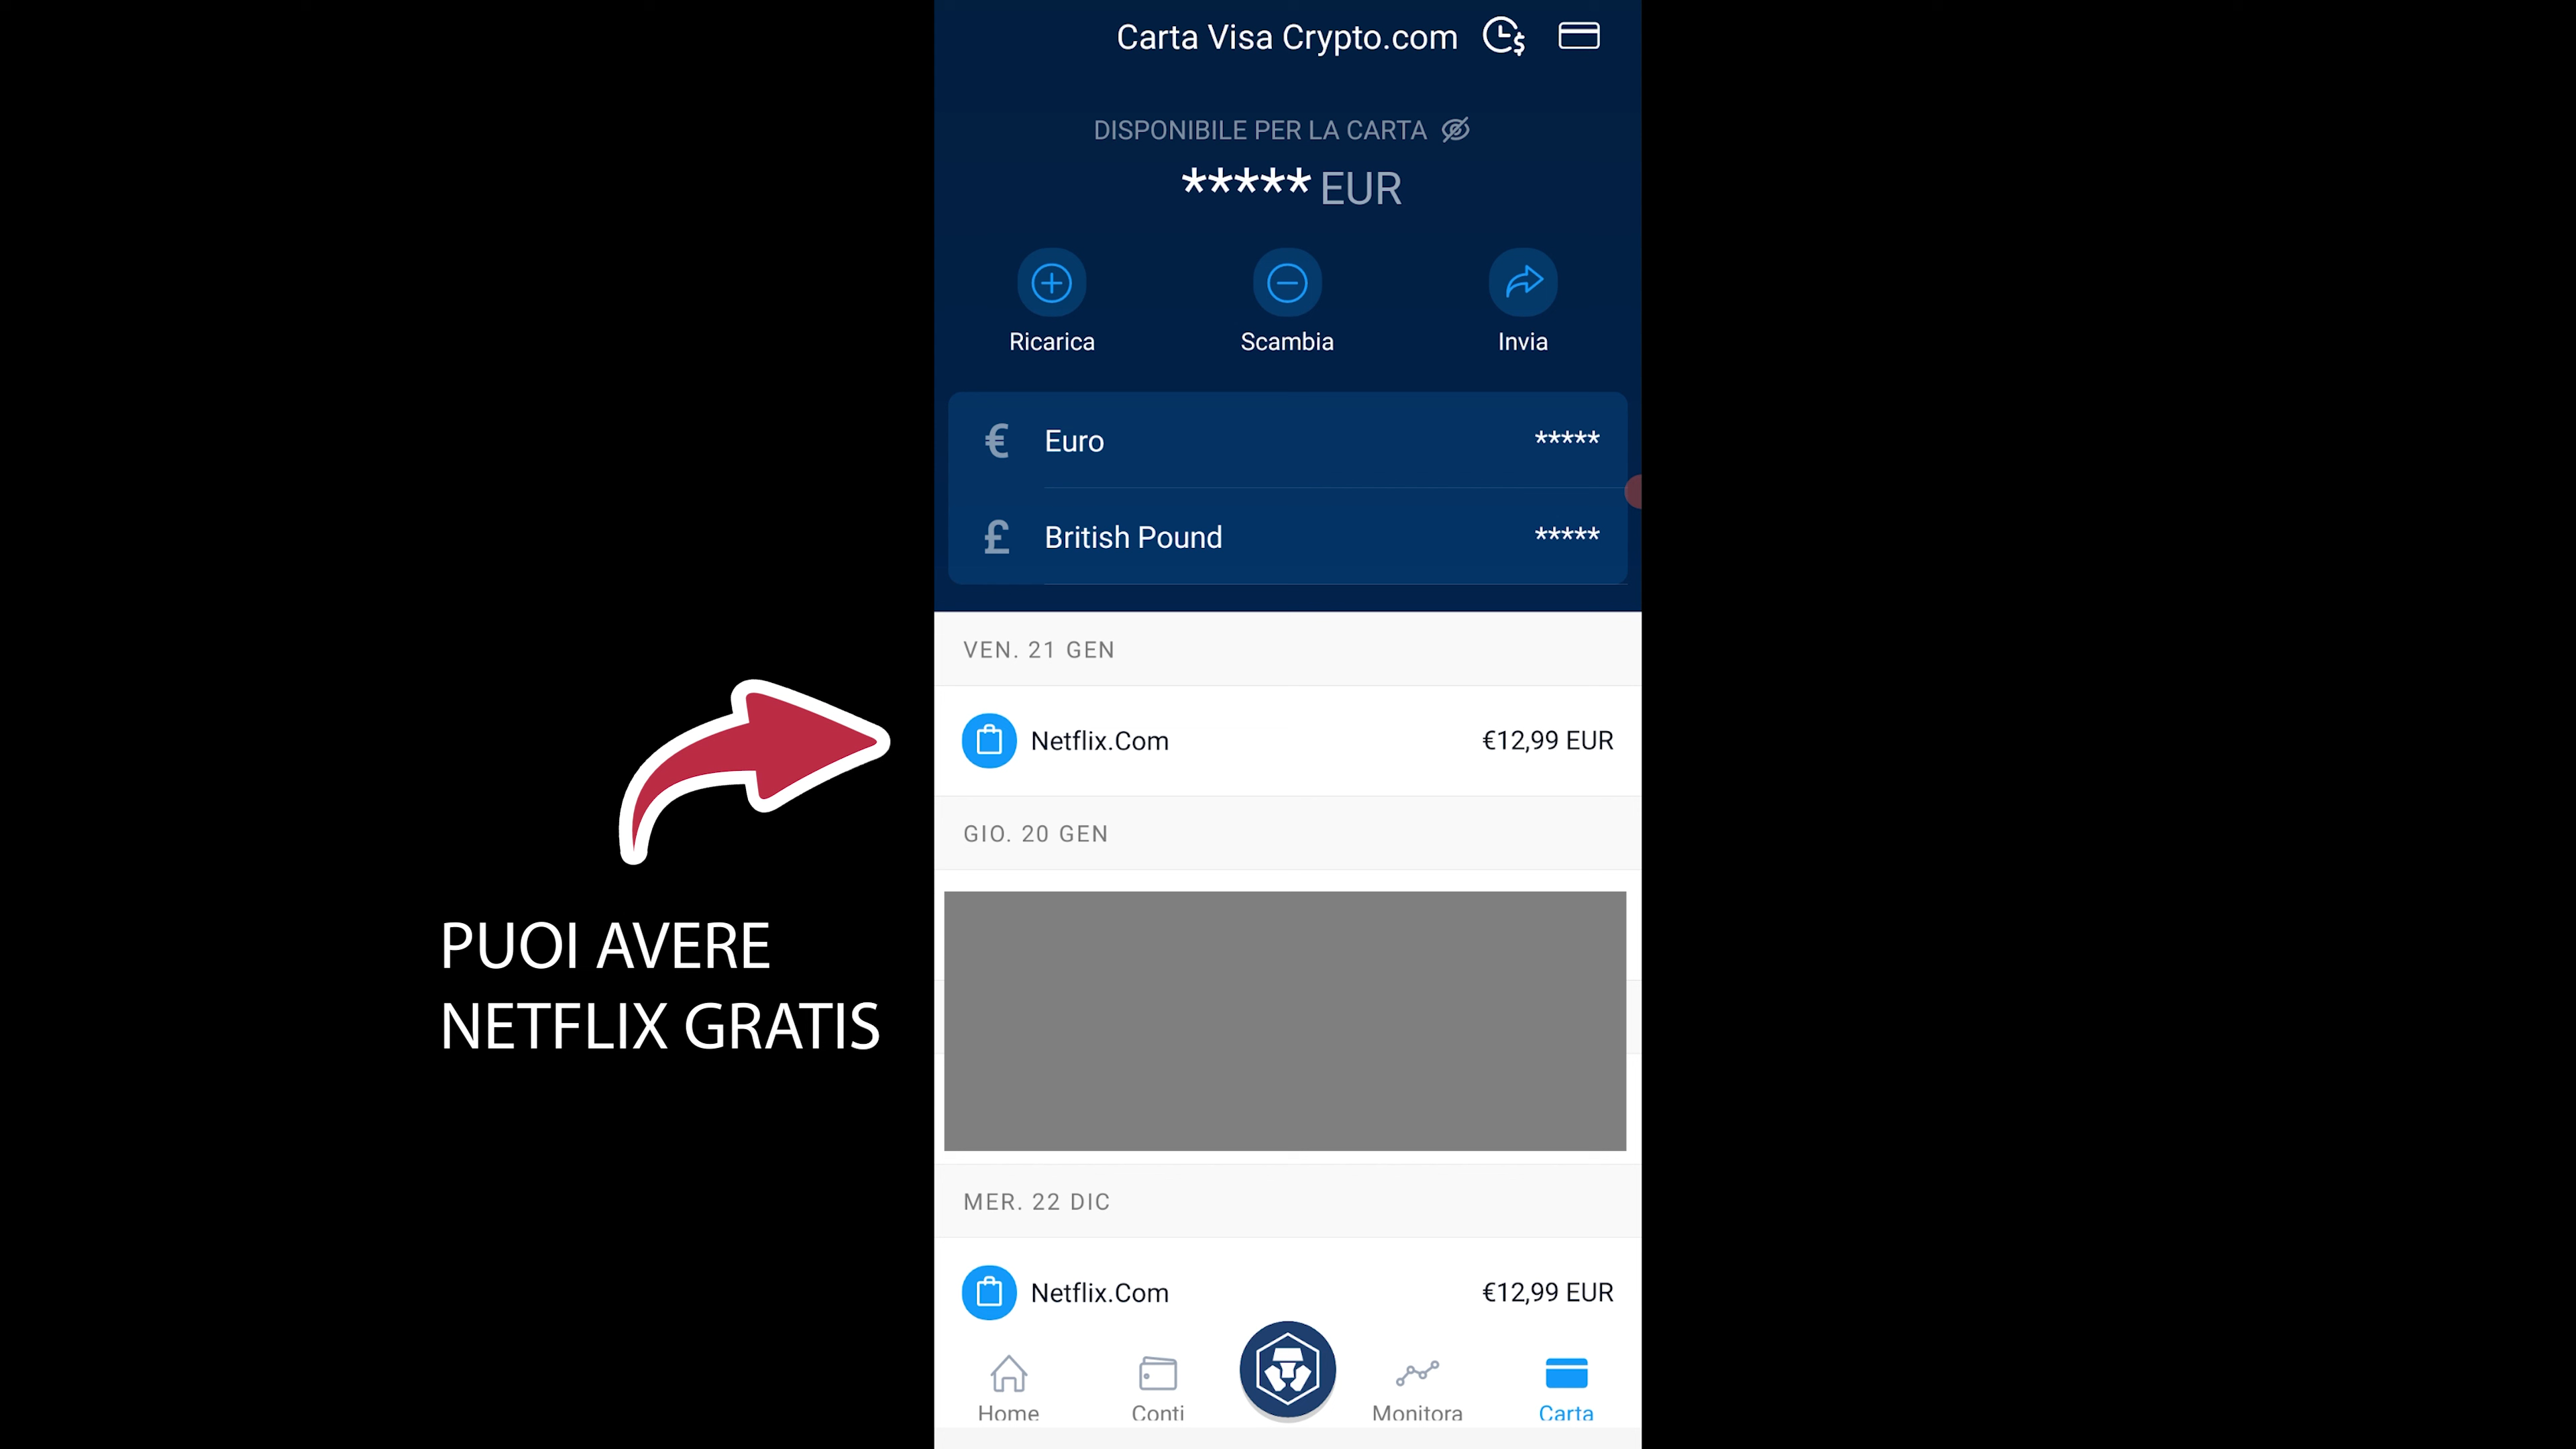 Carta Visa Crypto.com
DISPONIBILE PER LA CARTA
***** EUR
Ricarica
Scambia
Invia
€ Euro *****
£ British Pound *****
VEN. 21 GEN
Netflix.Com €12,99 EUR
GIO. 20 GEN
PUOI AVERE
NETFLIX GRATIS
MER. 22 DIC
Netflix.Com €12,99 EUR
Home
Conti
Monitora
Carta